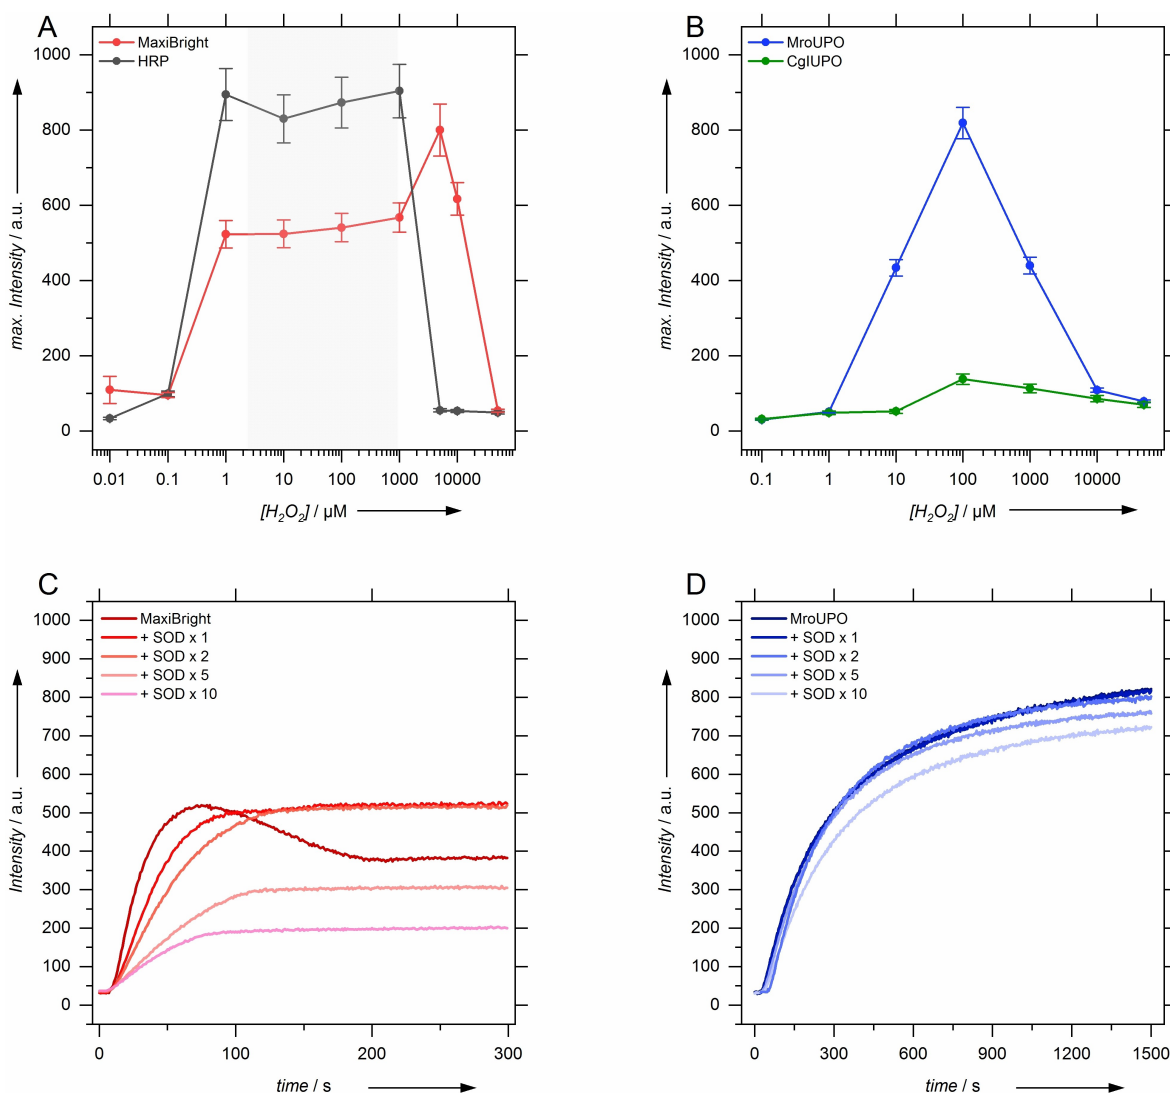 A
MaxiBright
HRP
1000
800
600
400
200
0
max. Intensity / a.u.
0.01 0.1 1 10 100 1000 10000
[H2O2] / µM
B
MroUPO
CglUPO
1000
800
600
400
200
0
max. Intensity / a.u.
0.1 1 10 100 1000 10000
[H2O2] / µM
C
MaxiBright
+ SOD x 1
+ SOD x 2
+ SOD x 5
+ SOD x 10
1000
900
800
700
600
500
400
300
200
100
0
Intensity / a.u.
0 100 200 300
time / s
D
MroUPO
+ SOD x 1
+ SOD x 2
+ SOD x 5
+ SOD x 10
1000
900
800
700
600
500
400
300
200
100
0
Intensity / a.u.
0 300 600 900 1200 1500
time / s